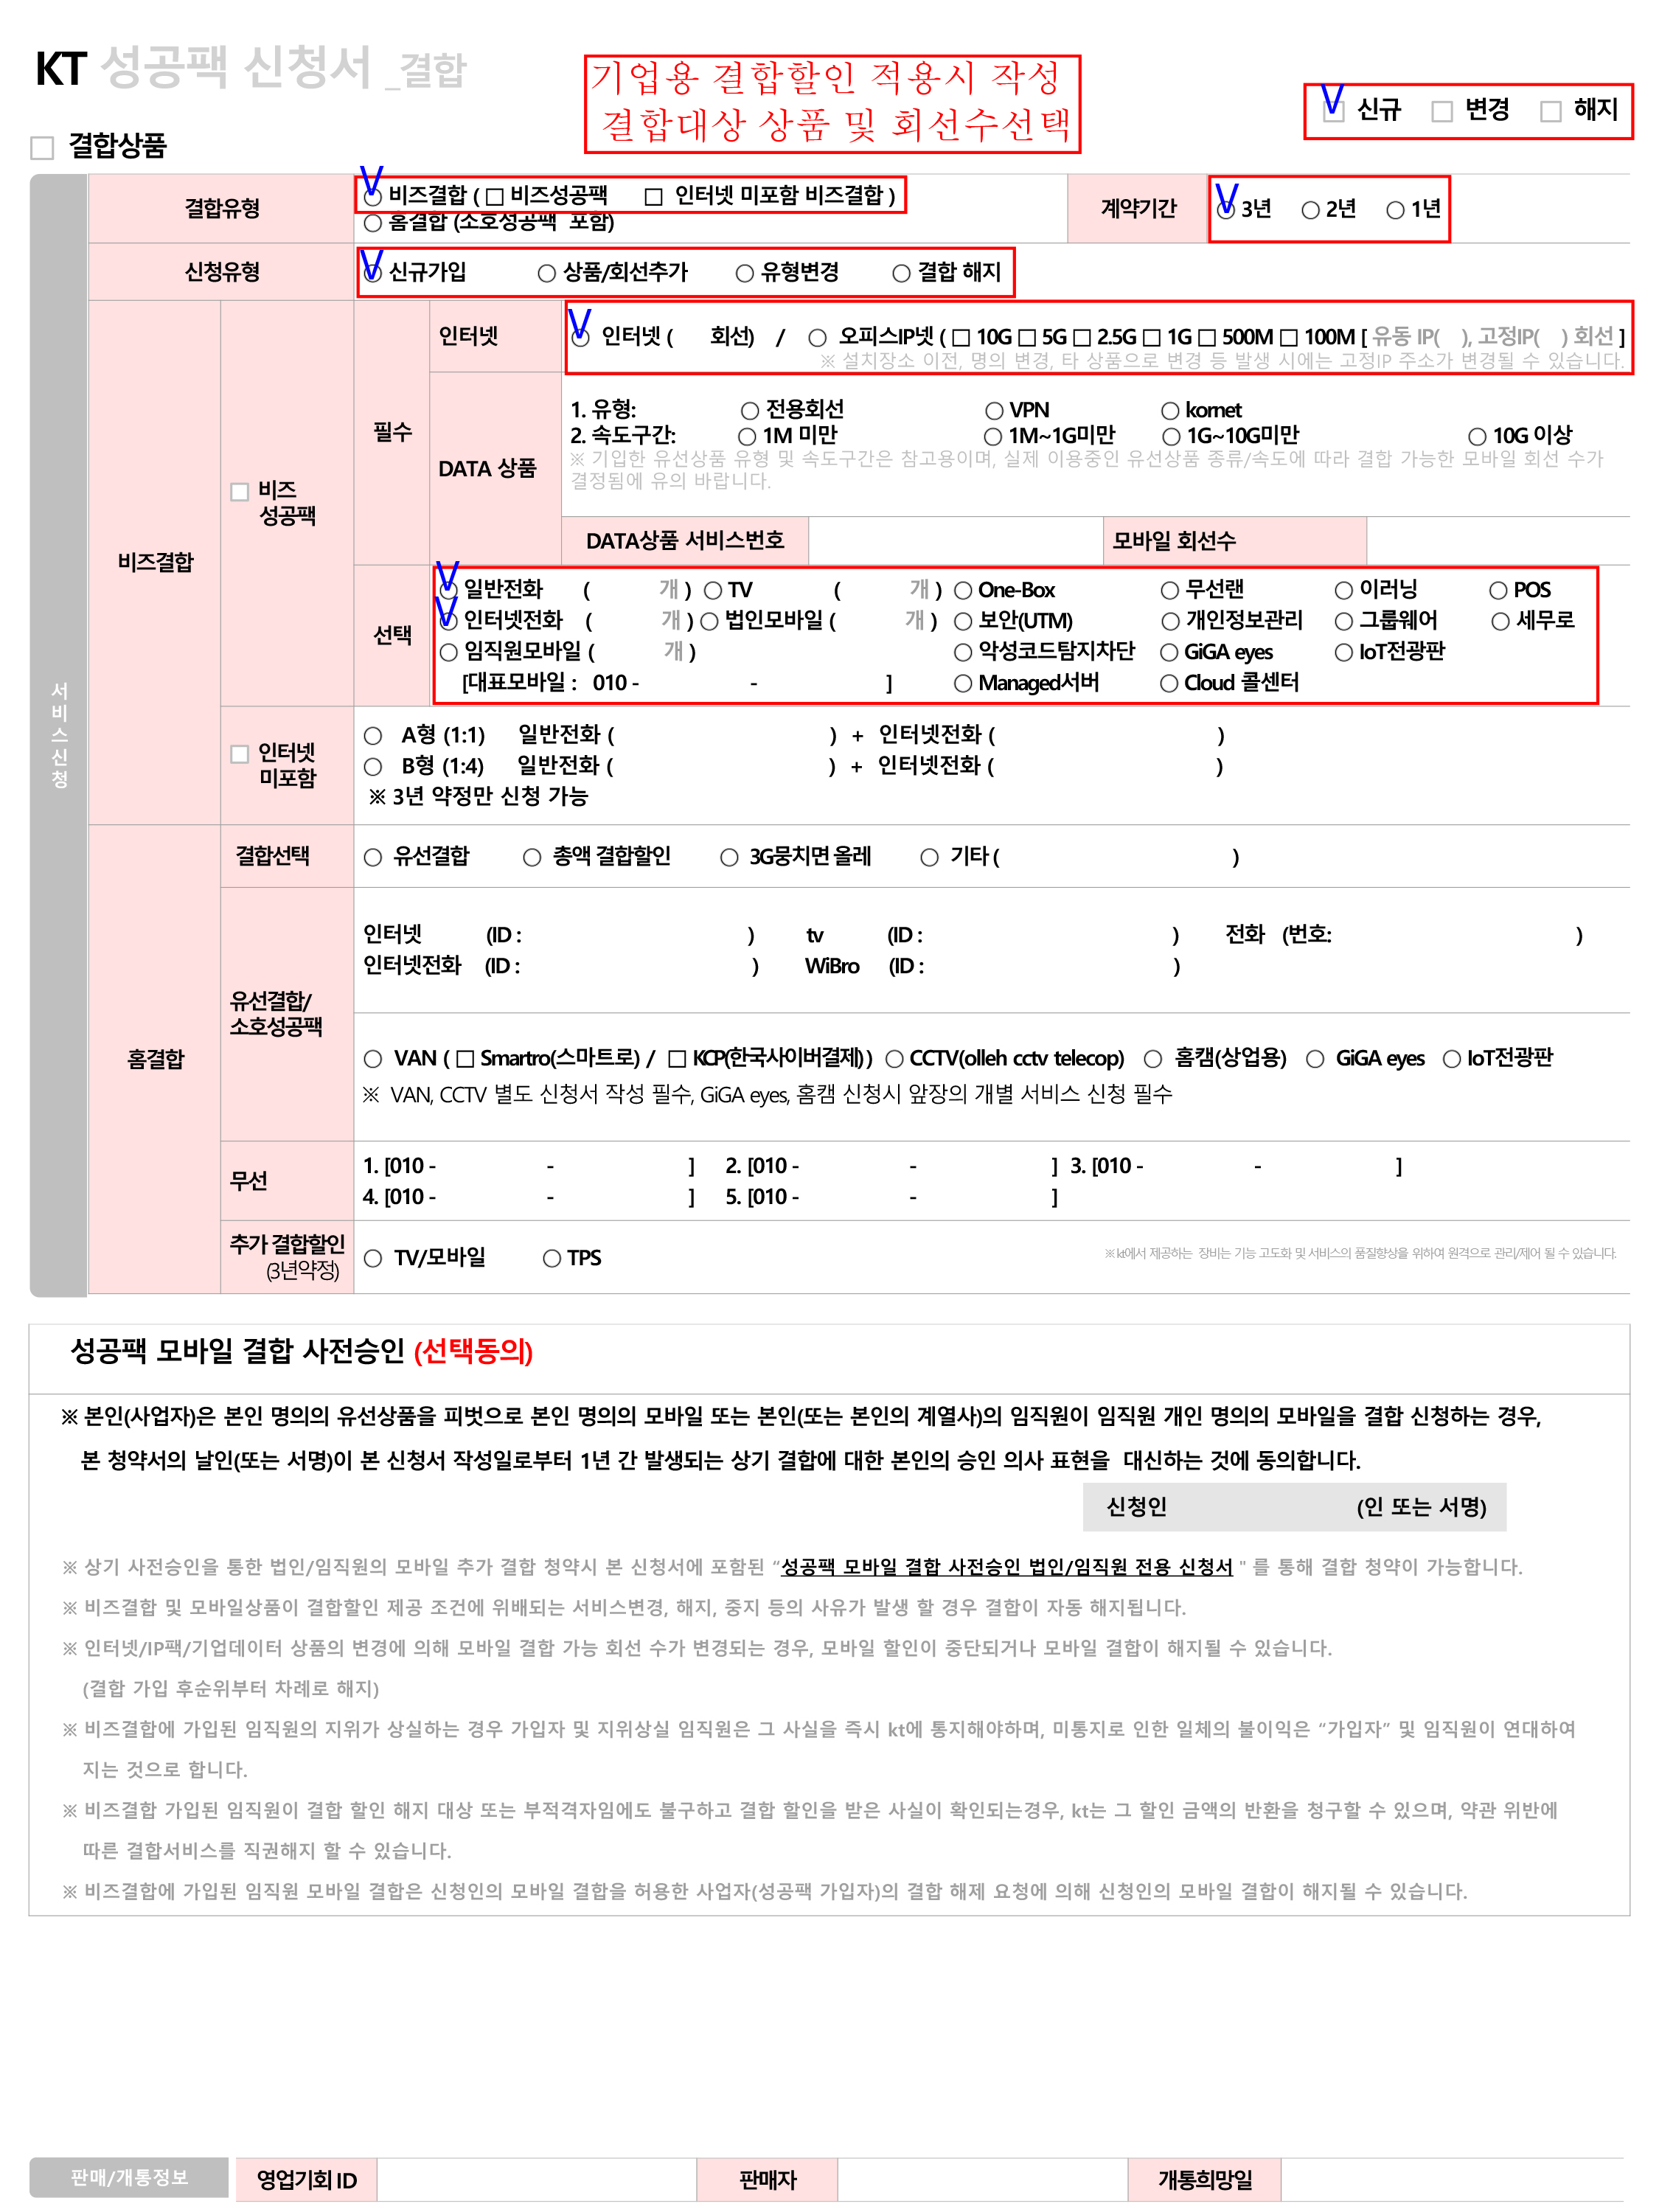 KT 성공팩 신청서 _결합
기업용 결합할인 적용시 작성
결합대상 상품 및 회선수선택
V □ 신규 □ 변경 □ 해지
□ 결합상품
서비스신청
결합유형
V ○ 비즈결합 ( □ 비즈성공팩 □ 인터넷 미포함 비즈결합 )
○ 홈결합 (소호성공팩 포함)
계약기간
V ○ 3년 ○ 2년 ○ 1년
신청유형
V ○ 신규가입 ○ 상품/회선추가 ○ 유형변경 ○ 결합 해지
비즈결합
□ 비즈
성공팩
필수
인터넷
V ○ 인터넷 ( 회선) / ○ 오피스IP넷 ( □ 10G □ 5G □ 2.5G □ 1G □ 500M □ 100M [ 유동 IP( ), 고정IP( ) 회선 ]
※ 설치장소 이전, 명의 변경, 타 상품으로 변경 등 발생 시에는 고정IP 주소가 변경될 수 있습니다.
DATA 상품
1. 유형: ○ 전용회선 ○ VPN ○ kornet
2. 속도구간: ○ 1M 미만 ○ 1M~1G미만 ○ 1G~10G미만 ○ 10G 이상
※ 기입한 유선상품 유형 및 속도구간은 참고용이며, 실제 이용중인 유선상품 종류/속도에 따라 결합 가능한 모바일 회선 수가
결정됨에 유의 바랍니다.
DATA상품 서비스번호
모바일 회선수
선택
V ○ 일반전화 ( 개 ) ○ TV ( 개 ) ○ One-Box ○ 무선랜 ○ 이러닝 ○ POS
V ○ 인터넷전화 ( 개 ) ○ 법인모바일 ( 개 ) ○ 보안(UTM) ○ 개인정보관리 ○ 그룹웨어 ○ 세무로
○ 임직원모바일 ( 개 ) ○ 악성코드탐지차단 ○ GiGA eyes ○ IoT전광판
[대표모바일 : 010 - - ] ○ Managed서버 ○ Cloud 콜센터
□ 인터넷
미포함
○ A형 (1:1) 일반전화 ( ) + 인터넷전화 ( )
○ B형 (1:4) 일반전화 ( ) + 인터넷전화 ( )
※ 3년 약정만 신청 가능
홈결합
결합선택
○ 유선결합 ○ 총액 결합할인 ○ 3G뭉치면 올레 ○ 기타 ( )
유선결합/
소호성공팩
인터넷 (ID : ) tv (ID : ) 전화 (번호: )
인터넷전화 (ID : ) WiBro (ID : )
○ VAN ( □ Smartro(스마트로) / □ KCP(한국사이버결제) ) ○ CCTV(olleh cctv telecop) ○ 홈캠(상업용) ○ GiGA eyes ○ IoT전광판
※ VAN, CCTV 별도 신청서 작성 필수, GiGA eyes, 홈캠 신청시 앞장의 개별 서비스 신청 필수
무선
1. [010 - - ] 2. [010 - - ] 3. [010 - - ]
4. [010 - - ] 5. [010 - - ]
추가 결합할인
(3년약정)
○ TV/모바일 ○ TPS
※ kt에서 제공하는 장비는 기능 고도화 및 서비스의 품질향상을 위하여 원격으로 관리/제어 될 수 있습니다.
성공팩 모바일 결합 사전승인 (선택동의)
※ 본인(사업자)은 본인 명의의 유선상품을 피벗으로 본인 명의의 모바일 또는 본인(또는 본인의 계열사)의 임직원이 임직원 개인 명의의 모바일을 결합 신청하는 경우,
본 청약서의 날인(또는 서명)이 본 신청서 작성일로부터 1년 간 발생되는 상기 결합에 대한 본인의 승인 의사 표현을 대신하는 것에 동의합니다.
신청인 (인 또는 서명)
※ 상기 사전승인을 통한 법인/임직원의 모바일 추가 결합 청약시 본 신청서에 포함된 “성공팩 모바일 결합 사전승인 법인/임직원 전용 신청서 " 를 통해 결합 청약이 가능합니다.
※ 비즈결합 및 모바일상품이 결합할인 제공 조건에 위배되는 서비스변경, 해지, 중지 등의 사유가 발생 할 경우 결합이 자동 해지됩니다.
※ 인터넷/IP팩/기업데이터 상품의 변경에 의해 모바일 결합 가능 회선 수가 변경되는 경우, 모바일 할인이 중단되거나 모바일 결합이 해지될 수 있습니다.
(결합 가입 후순위부터 차례로 해지)
※ 비즈결합에 가입된 임직원의 지위가 상실하는 경우 가입자 및 지위상실 임직원은 그 사실을 즉시 kt에 통지해야하며, 미통지로 인한 일체의 불이익은 “가입자” 및 임직원이 연대하여
지는 것으로 합니다.
※ 비즈결합 가입된 임직원이 결합 할인 해지 대상 또는 부적격자임에도 불구하고 결합 할인을 받은 사실이 확인되는경우, kt는 그 할인 금액의 반환을 청구할 수 있으며, 약관 위반에
따른 결합서비스를 직권해지 할 수 있습니다.
※ 비즈결합에 가입된 임직원 모바일 결합은 신청인의 모바일 결합을 허용한 사업자(성공팩 가입자)의 결합 해제 요청에 의해 신청인의 모바일 결합이 해지될 수 있습니다.
판매/개통정보
영업기회 ID
판매자
개통희망일